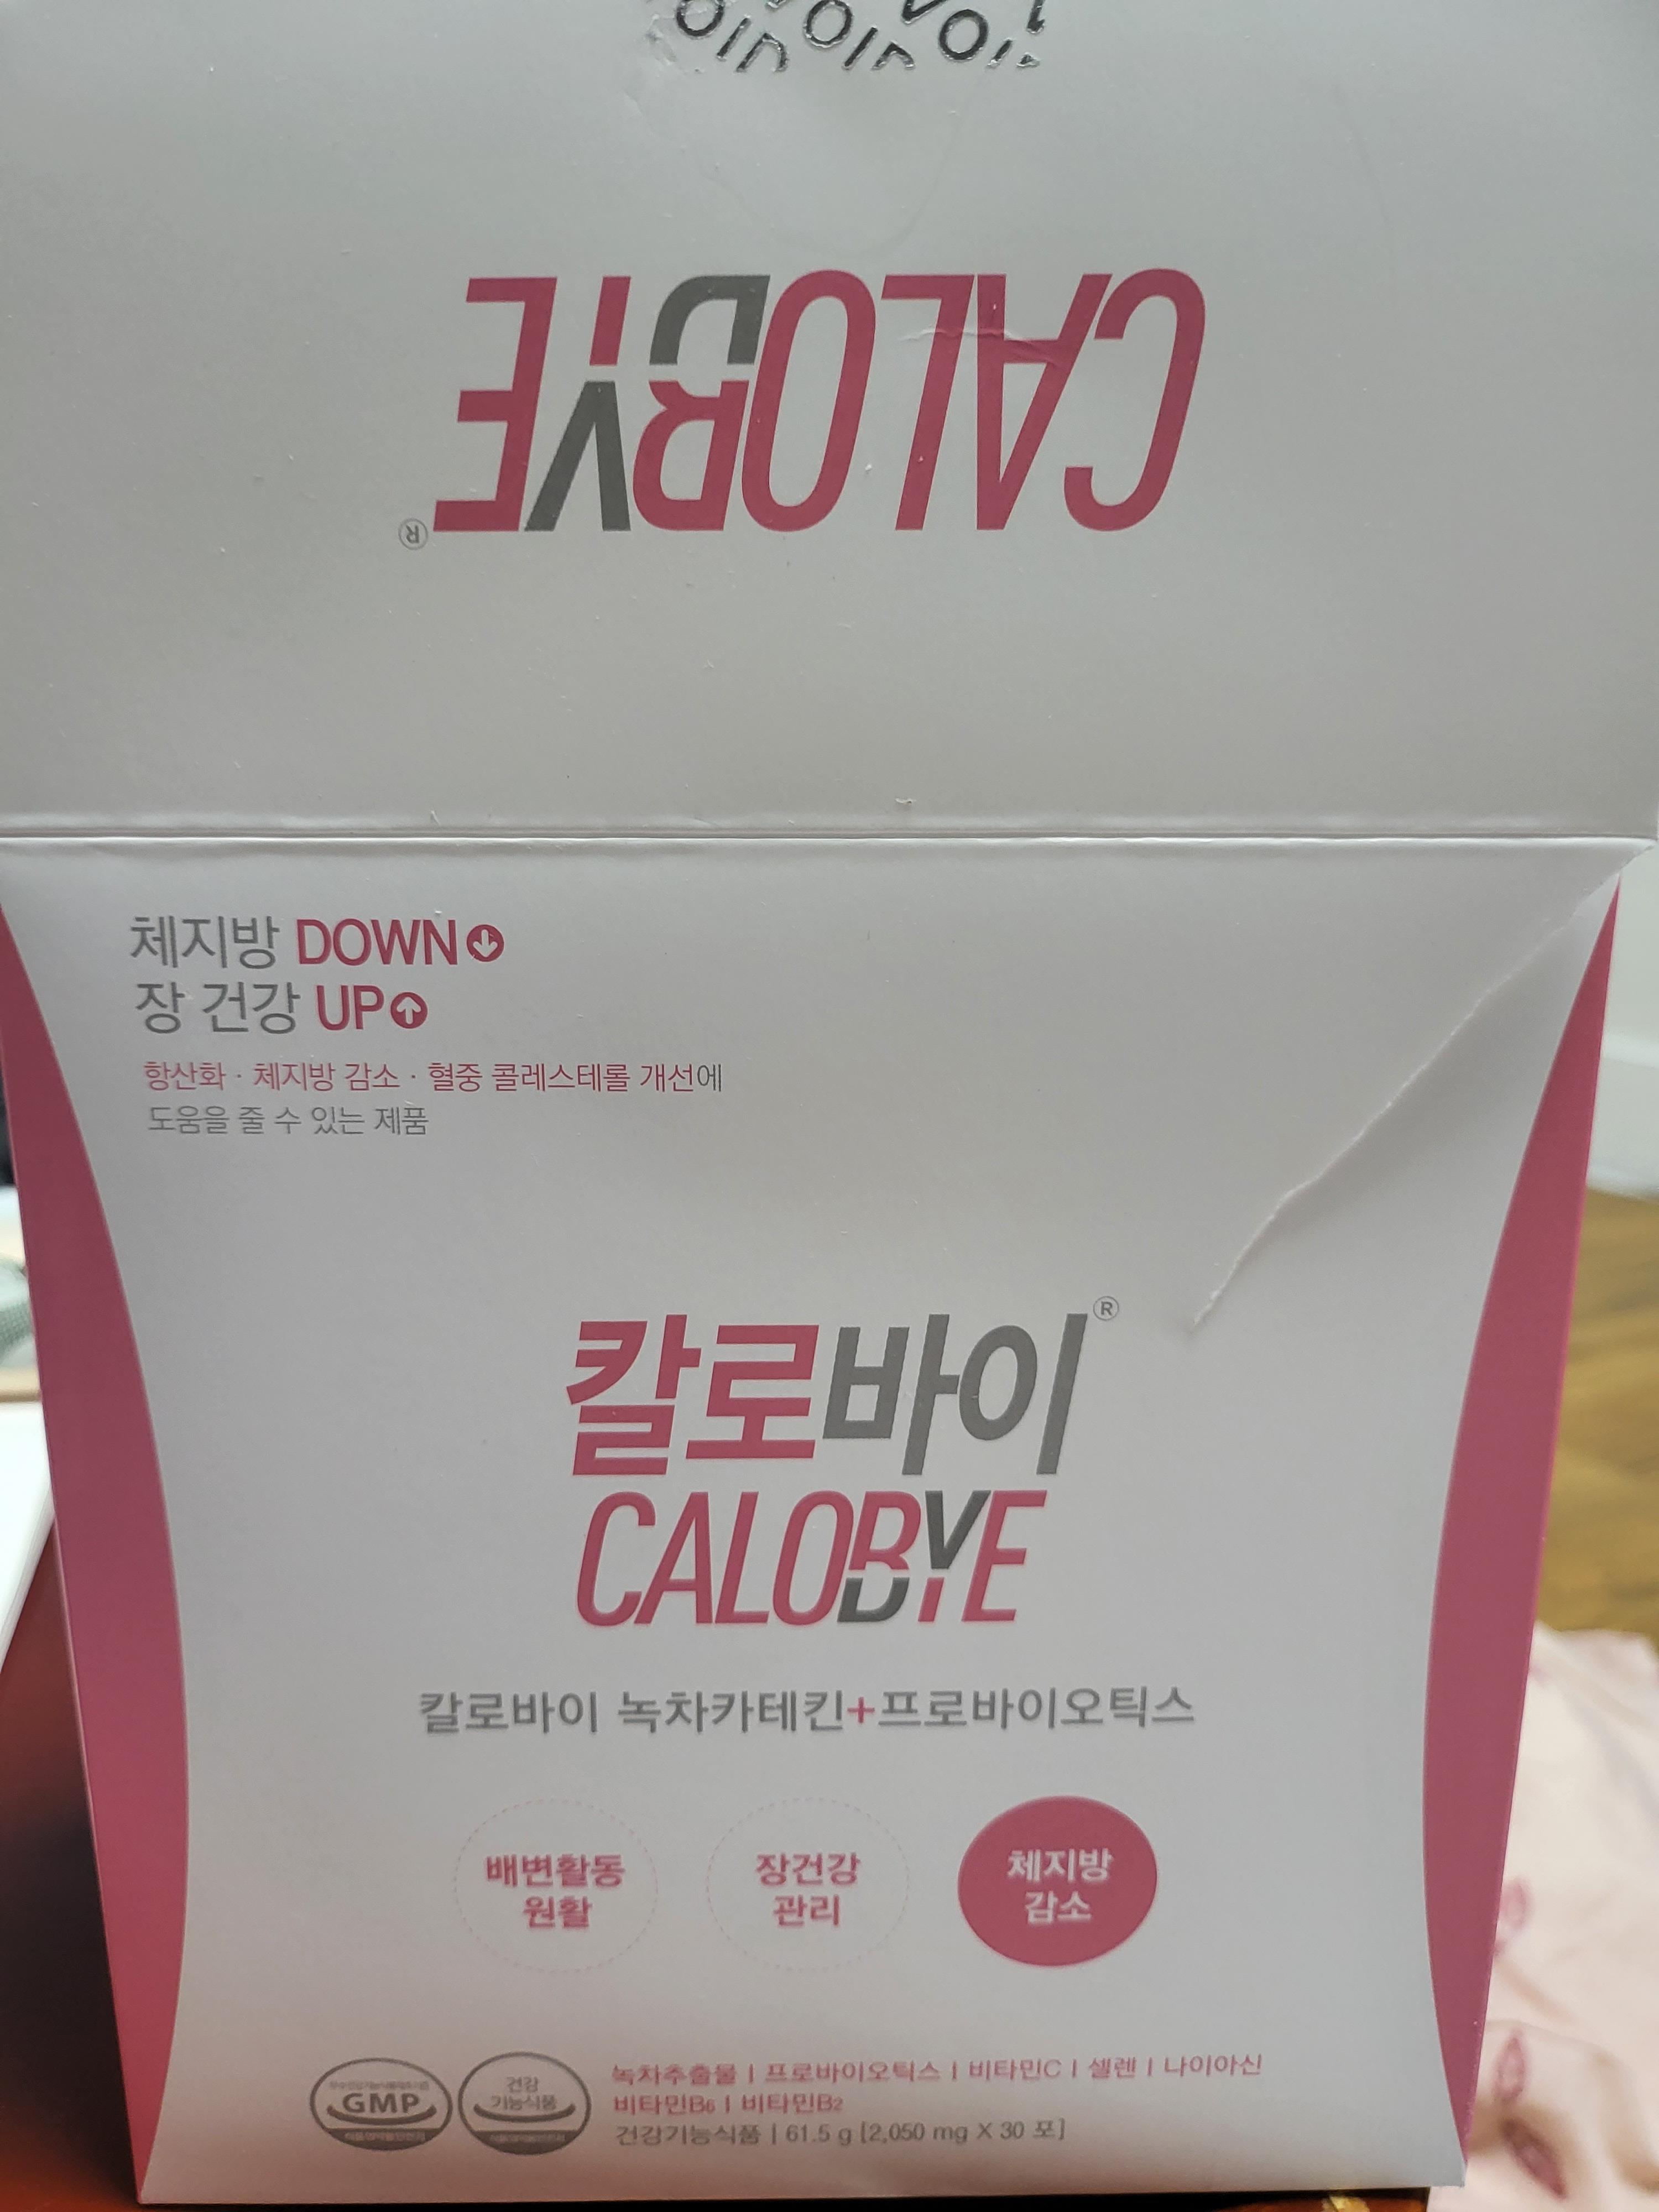 CALOBYE®
체지방 DOWN
장 건강 UP
항산화 · 체지방 감소 · 혈중 콜레스테롤 개선에
도움을 줄 수 있는 제품
칼로바이®
CALOBYE
칼로바이 녹차카테킨+프로바이오틱스
배변활동
원활
장건강
관리
체지방
감소
GMP
건강
기능식품
녹차추출물 | 프로바이오틱스 | 비타민C | 셀렌 | 나이아신
비타민B6 | 비타민B2
건강기능식품 | 61.5 g [2,050 mg X 30 포]